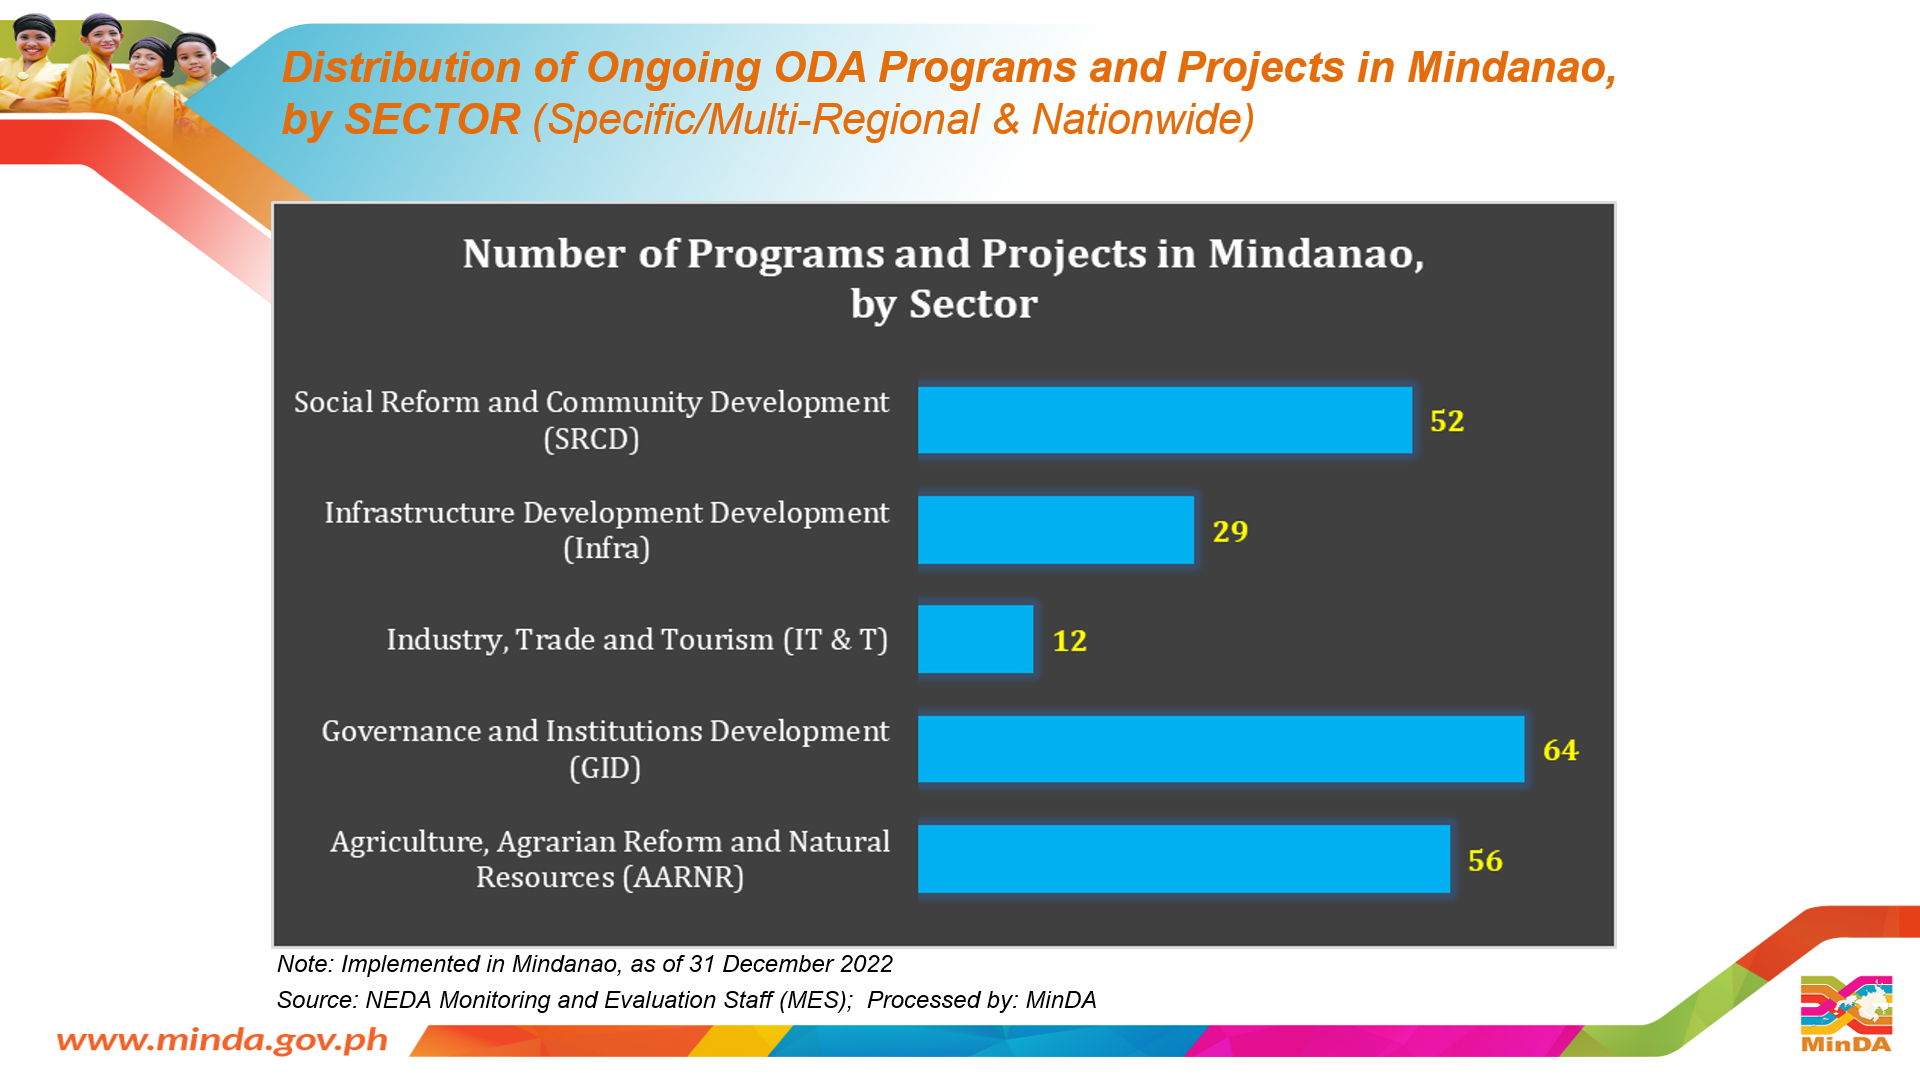 Distribution of Ongoing ODA Programs and Projects in Mindanao,
by SECTOR (Specific/Multi-Regional & Nationwide)
Number of Programs and Projects in Mindanao,
by Sector
Social Reform and Community Development
(SRCD)
52
Infrastructure Development Development
(Infra)
29
Industry, Trade and Tourism (IT & T)
12
Governance and Institutions Development
(GID)
64
Agriculture, Agrarian Reform and Natural
Resources (AARNR)
56
Note: Implemented in Mindanao, as of 31 December 2022
Source: NEDA Monitoring and Evaluation Staff (MES);  Processed by: MinDA
www.minda.gov.ph
MinDA